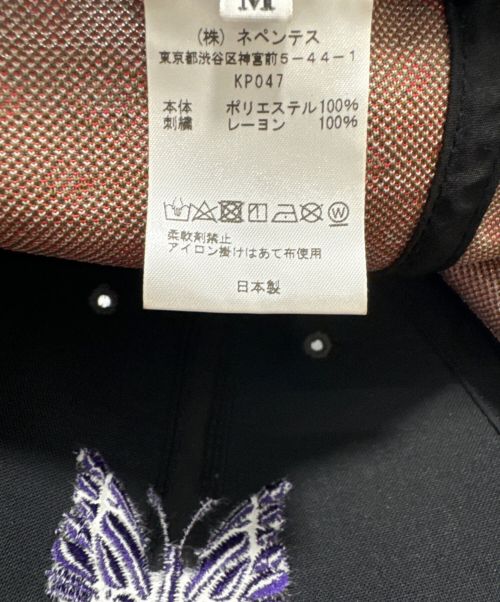 M
(株) ネペンテス
東京都渋谷区神宮前5-44-1
KP047
本体 ポリエステル100%
刺繍 レーヨン 100%
W
柔軟剤禁止
アイロン掛けはあて布使用
日本製